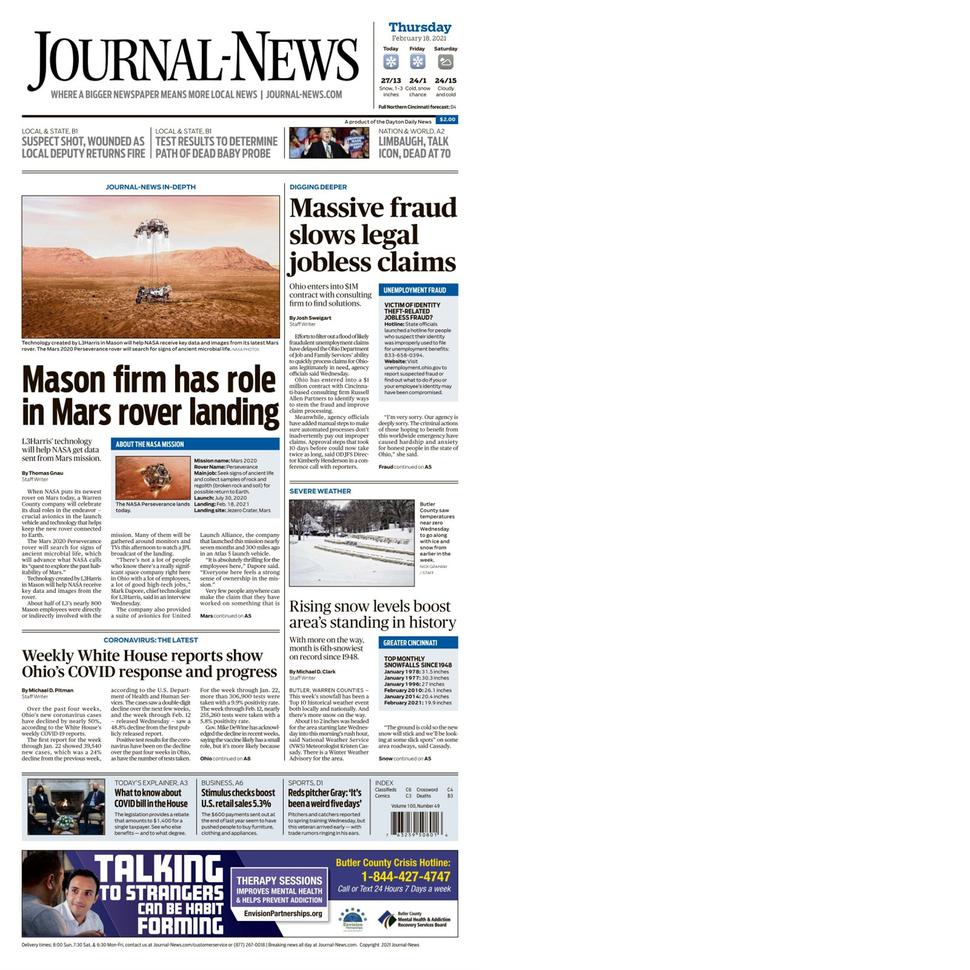 JOURNAL-NEWS
WHERE A BIGGER NEWSPAPER MEANS MORE LOCAL NEWS | JOURNAL-NEWS.COM
Thursday
February 18, 2021
Today Friday Saturday
27/13 24/1 24/15
Snow, 1-3 Cold, snow Cloudy
inches chance and cold
Full Northern Cincinnati forecast: D4
A product of the Dayton Daily News $2.00
LOCAL & STATE, B1
SUSPECT SHOT, WOUNDED AS
LOCAL DEPUTY RETURNS FIRE
LOCAL & STATE, B1
TEST RESULTS TO DETERMINE
PATH OF DEAD BABY PROBE
NATION & WORLD, A2
LIMBAUGH, TALK
ICON, DEAD AT 70
JOURNAL-NEWS IN-DEPTH
Technology created by L3Harris in Mason will help NASA receive key data and images from its latest Mars
rover. The Mars 2020 Perseverance rover will search for signs of ancient microbial life. NASA PHOTOS
Mason firm has role
in Mars rover landing
L3Harris' technology
will help NASA get data
sent from Mars mission.
By Thomas Gnau
Staff Writer
When NASA puts its newest
rover on Mars today, a Warren
County company will celebrate
its dual roles in the endeavor –
crucial avionics in the launch
vehicle and technology that helps
keep the new rover connected
to Earth.
The Mars 2020 Perseverance
rover will search for signs of
ancient microbial life, which
will advance what NASA calls
its "quest to explore the past hab-
itability of Mars."
Technology created by L3Harris
in Mason will help NASA receive
key data and images from the
rover.
About half of L3's nearly 800
Mason employees were directly
or indirectly involved with the
ABOUT THE NASA MISSION
The NASA Perseverance lands
today.
Mission name: Mars 2020
Rover Name: Perseverance
Main job: Seek signs of ancient life
and collect samples of rock and
regolith (broken rock and soil) for
possible return to Earth.
Launch: July 30, 2020
Landing: Feb. 18, 2021
Landing site: Jezero Crater, Mars
mission. Many of them will be
gathered around monitors and
TVs this afternoon to watch a JPL
broadcast of the landing.
"There's not a lot of people
who know there's a really signif-
icant space company right here
in Ohio with a lot of employees,
a lot of good high-tech jobs,"
Mark Dapore, chief technologist
for L3Harris, said in an interview
Wednesday.
The company also provided
a suite of avionics for United
Launch Alliance, the company
that launched this mission nearly
seven months and 300 miles ago
in an Atlas 5 launch vehicle.
"It is absolutely thrilling for the
employees here," Dapore said.
"Everyone here feels a strong
sense of ownership in the mis-
sion."
Very few people anywhere can
make the claim that they have
worked on something that is
Mars continued on A5
CORONAVIRUS: THE LATEST
Weekly White House reports show
Ohio's COVID response and progress
By Michael D. Pitman
Staff Writer
Over the past four weeks,
Ohio's new coronavirus cases
have declined by nearly 50%,
according to the White House's
weekly COVID-19 reports.
The first report for the week
through Jan. 22 showed 39,540
new cases, which was a 24%
decline from the previous week,
according to the U.S. Depart-
ment of Health and Human Ser-
vices. The cases saw a double-digit
decline over the next few weeks,
and the week through Feb. 12
– released Wednesday – saw a
48.8% decline from the first pub-
licly released report.
Positive test results for the coro-
navirus have been on the decline
over the past four weeks in Ohio,
as have the number of tests taken.
For the week through Jan. 22,
more than 306,900 tests were
taken with a 9.9% positivity rate.
The week through Feb. 12, nearly
255,260 tests were taken with a
5.8% positivity rate.
Gov. Mike DeWine has acknowl-
edged the decline in recent weeks,
saying the vaccine likely has a small
role, but it's more likely because
Ohio continued on A8
DIGGING DEEPER
Massive fraud
slows legal
jobless claims
Ohio enters into $1M
contract with consulting
firm to find solutions.
By Josh Sweigart
Staff Writer
Efforts to filter out a flood of likely
fraudulent unemployment claims
have delayed the Ohio Department
of Job and Family Services' ability
to quickly process claims for Ohio-
ans legitimately in need, agency
officials said Wednesday.
Ohio has entered into a $1
million contract with Cincinna-
ti-based consulting firm Russell
Allen Partners to identify ways
to stem the fraud and improve
claim processing.
Meanwhile, agency officials
have added manual steps to make
sure automated processes don't
inadvertently pay out improper
claims. Approval steps that took
10 days before could now take
twice as long, said ODJFS Direc-
tor Kimberly Henderson in a con-
ference call with reporters.
UNEMPLOYMENT FRAUD
VICTIM OF IDENTITY
THEFT-RELATED
JOBLESS FRAUD?
Hotline: State officials
launched a hotline for people
who suspect their identity
was improperly used to file
for unemployment benefits:
833-658-0394.
Website: Visit
unemployment.ohio.gov to
report suspected fraud or
find out what to do if you or
your employee's identity may
have been compromised.
"I'm very sorry. Our agency is
deeply sorry. The criminal actions
of those hoping to benefit from
this worldwide emergency have
caused hardship and anxiety
for honest people in the state of
Ohio," she said.
Fraud continued on A5
SEVERE WEATHER
Butler
County saw
temperatures
near zero
Wednesday
to go along
with ice and
snow from
earlier in the
week.
NICK GRAHAM
/ STAFF
Rising snow levels boost
area's standing in history
With more on the way,
month is 6th-snowiest
on record since 1948.
By Michael D. Clark
Staff Writer
BUTLER, WARREN COUNTIES –
This week's snowfall has been a
Top 10 historical weather event
both locally and nationally. And
there's more snow on the way.
About 1 to 2 inches was headed
for the area starting late Wednes-
day into this morning's rush hour,
said National Weather Service
(NWS) Meteorologist Kristen Cas-
sady. There is a Winter Weather
Advisory for the area.
GREATER CINCINNATI
TOP MONTHLY
SNOWFALLS SINCE 1948
January 1978: 31.5 inches
January 1977: 30.3 inches
January 1996: 27 inches
February 2010: 26.1 inches
January 2014: 20.4 inches
February 2021: 19.9 inches
"The ground is cold so the new
snow will stick and we'll be look-
ing at some slick spots" on some
area roadways, said Cassady.
Snow continued on A5
TODAY'S EXPLAINER, A3
What to know about
COVID bill in the House
The legislation provides a rebate
that amounts to $1,400 for a
single taxpayer. See who else
benefits — and to what degree.
BUSINESS, A6
Stimulus checks boost
U.S. retail sales 5.3%
The $600 payments sent out at
the end of last year seem to have
pushed people to buy furniture,
clothing and appliances.
SPORTS, D1
Reds pitcher Gray: 'It's
been a weird five days'
Pitchers and catchers reported
to spring training Wednesday, but
this veteran arrived early — with
trade rumors ringing in his ears.
INDEX
Classifieds C6 Crossword C4
Comics C3 Deaths B3
Volume 100, Number 49
TALKING
TO STRANGERS
CAN BE HABIT
FORMING
THERAPY SESSIONS
IMPROVES MENTAL HEALTH
& HELPS PREVENT ADDICTION
EnvisionPartnerships.org
Butler County Crisis Hotline:
1-844-427-4747
Call or Text 24 Hours 7 Days a week
Envision
Partnerships
Butler County
Mental Health & Addiction
Recovery Services Board
Delivery times: 8:00 Sun, 7:30 Sat, & 6:30 Mon-Fri, contact us at Journal-News.com/customerservice or (877) 267-0018 | Breaking news all day at Journal-News.com. Copyright 2021 Journal-News